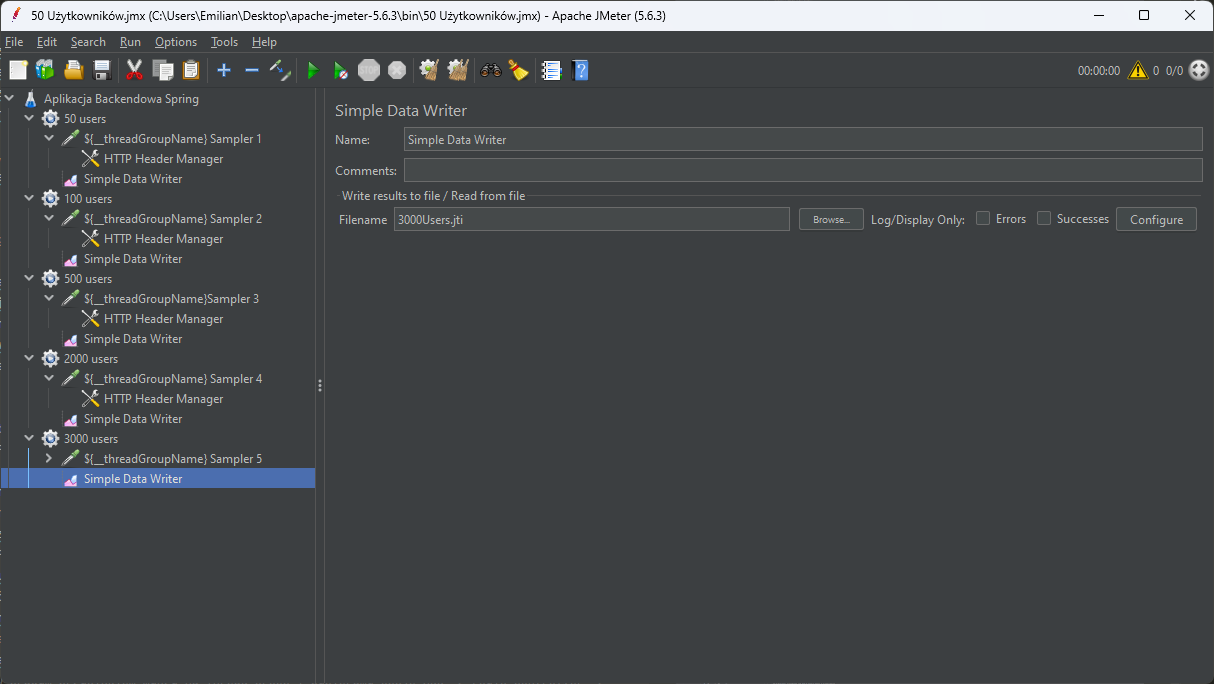 50 Użytkowników.jmx (C:\Users\Emilian\Desktop\apache-jmeter-5.6.3\bin\50 Użytkowników.jmx) - Apache JMeter (5.6.3)
File Edit Search Run Options Tools Help
STOP 00:00:00 0 0/0
Aplikacja Backendowa Spring
50 users
${__threadGroupName} Sampler 1
HTTP Header Manager
Simple Data Writer
100 users
${__threadGroupName} Sampler 2
HTTP Header Manager
Simple Data Writer
500 users
${__threadGroupName}Sampler 3
HTTP Header Manager
Simple Data Writer
2000 users
${__threadGroupName} Sampler 4
HTTP Header Manager
Simple Data Writer
3000 users
${__threadGroupName} Sampler 5
Simple Data Writer
Simple Data Writer
Name: Simple Data Writer
Comments:
Write results to file / Read from file
Filename 3000Users.jti Browse... Log/Display Only: Errors Successes Configure